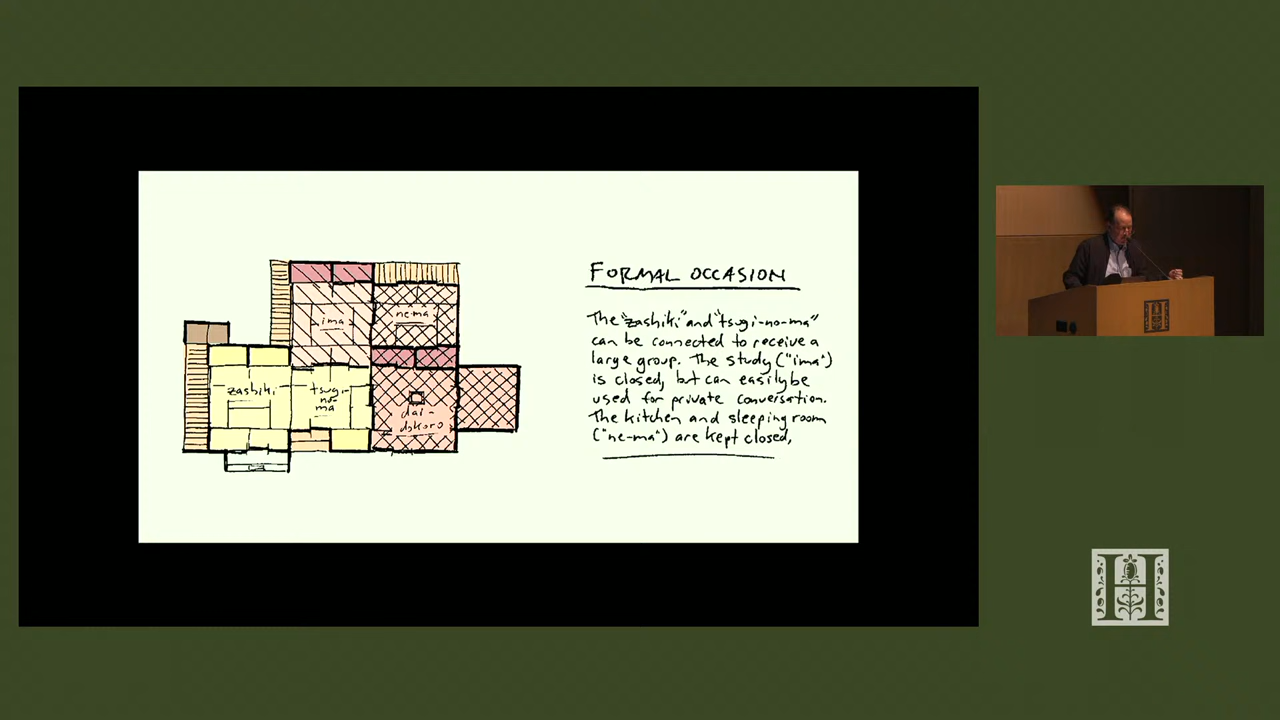 FORMAL OCCASION
The "zashiki" and "tsugi-no-ma"
can be connected to receive a
large group. The study ("ima")
is closed, but can easily be
used for private conversation.
The kitchen and sleeping room
("ne-ma") are kept closed,
ima
ne-ma
zashiki
tsugi-
no-
ma
dai-
dokoro
H